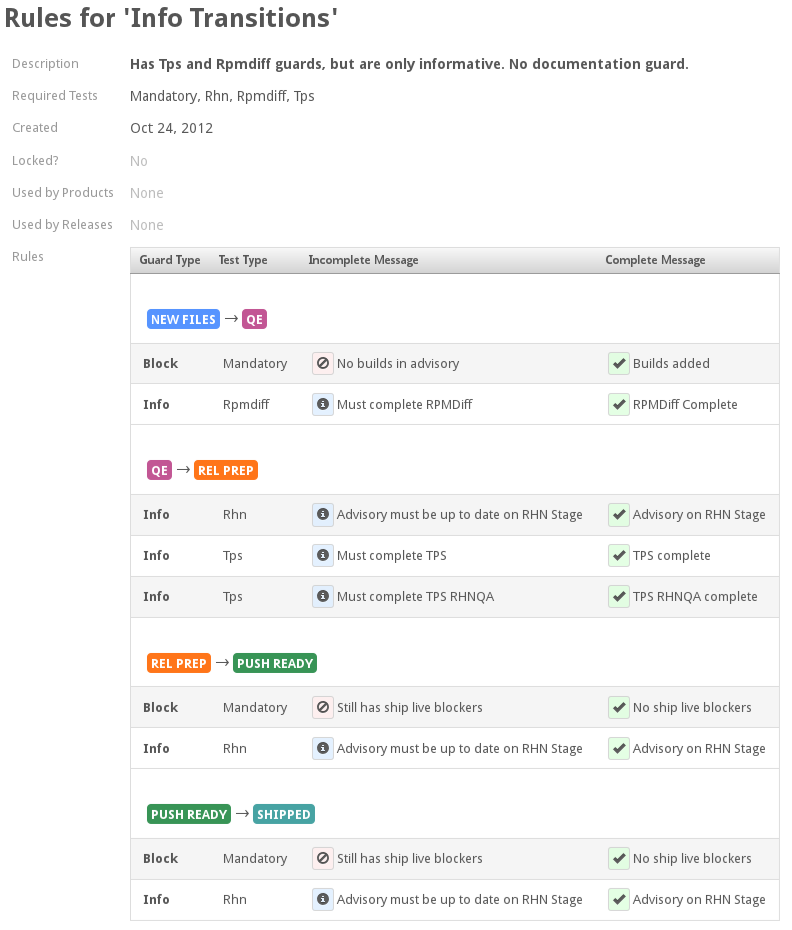 Rules for 'Info Transitions'
Description Has Tps and Rpmdiff guards, but are only informative. No documentation guard.
Required Tests Mandatory, Rhn, Rpmdiff, Tps
Created Oct 24, 2012
Locked? No
Used by Products None
Used by Releases None
Rules Guard Type Test Type Incomplete Message Complete Message
NEW FILES → QE
Block Mandatory No builds in advisory Builds added
Info Rpmdiff Must complete RPMDiff RPMDiff Complete
QE → REL PREP
Info Rhn Advisory must be up to date on RHN Stage Advisory on RHN Stage
Info Tps Must complete TPS TPS complete
Info Tps Must complete TPS RHNQA TPS RHNQA complete
REL PREP → PUSH READY
Block Mandatory Still has ship live blockers No ship live blockers
Info Rhn Advisory must be up to date on RHN Stage Advisory on RHN Stage
PUSH READY → SHIPPED
Block Mandatory Still has ship live blockers No ship live blockers
Info Rhn Advisory must be up to date on RHN Stage Advisory on RHN Stage